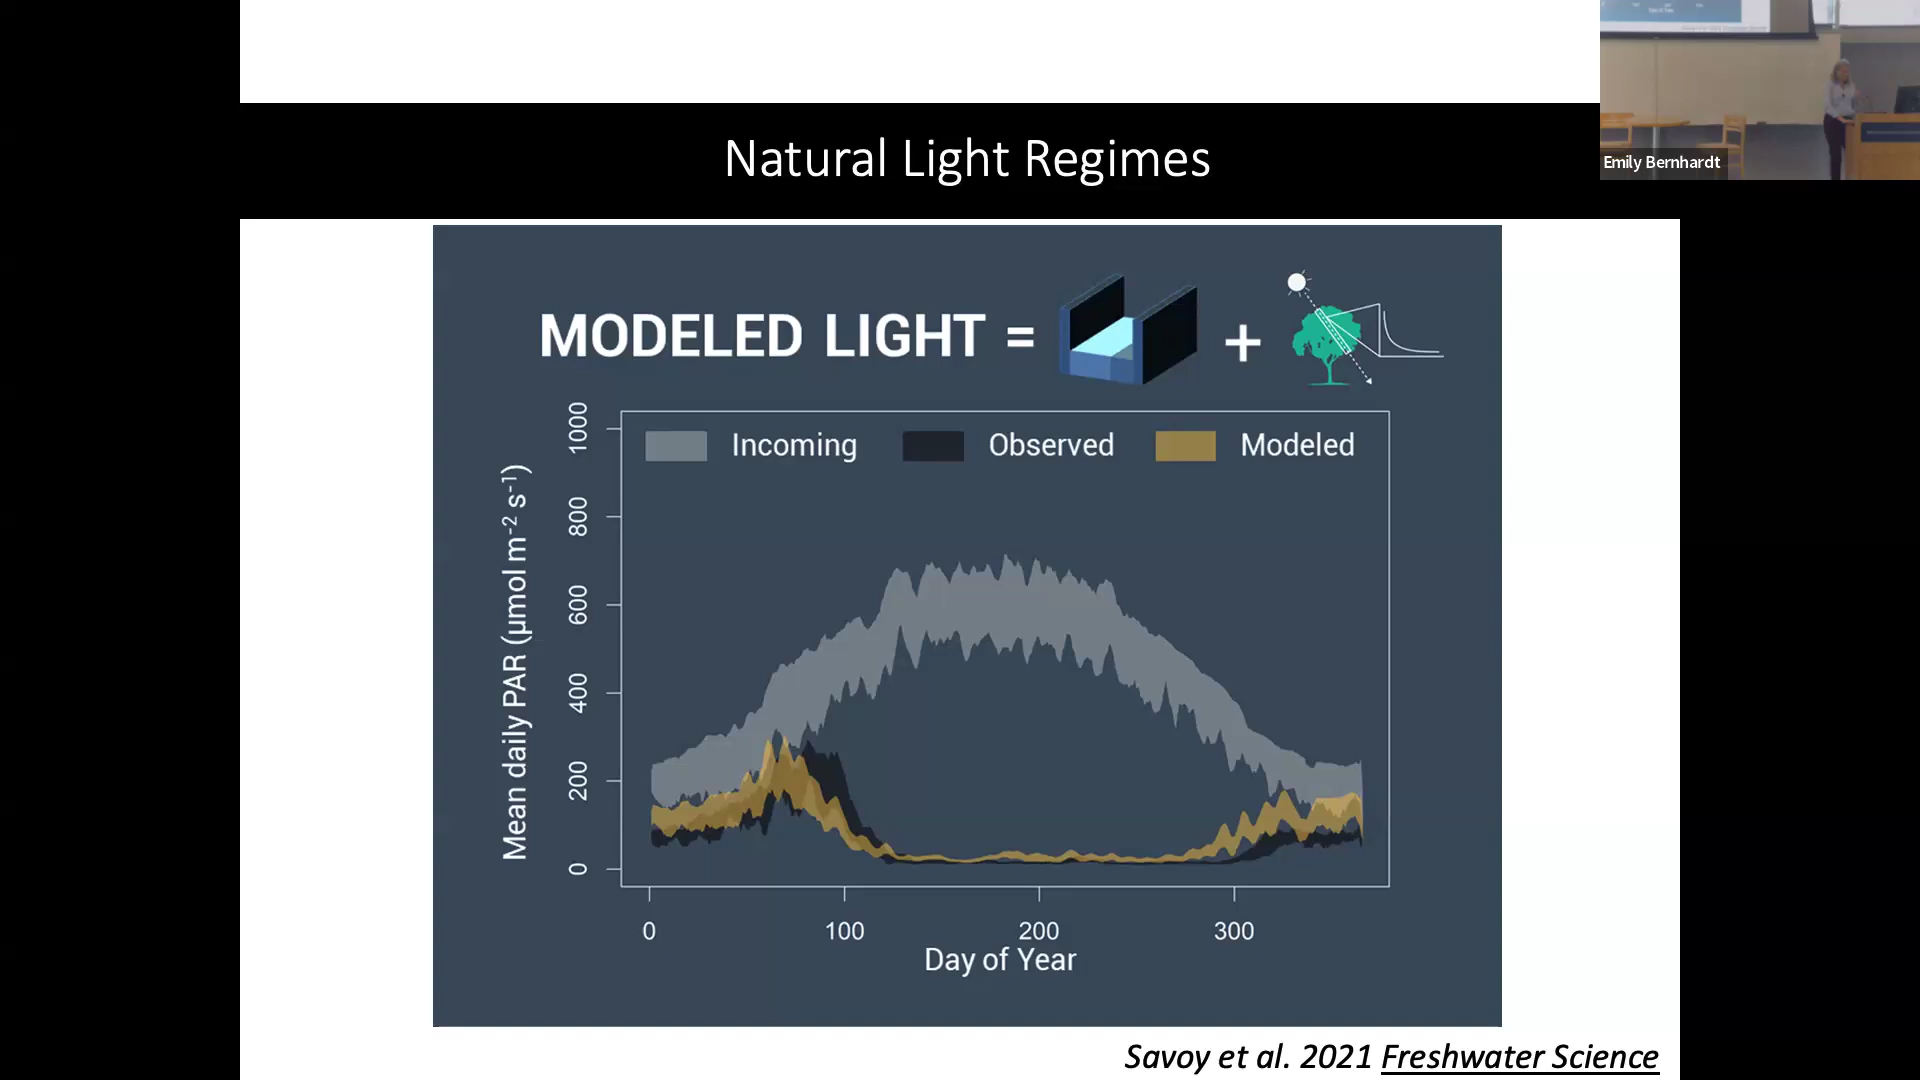 Natural Light Regimes
Emily Bernhardt
MODELED LIGHT = +
Incoming Observed Modeled
Mean daily PAR (µmol m-2 s-1)
1000
800
600
400
200
0
0 100 200 300
Day of Year
Savoy et al. 2021 Freshwater Science